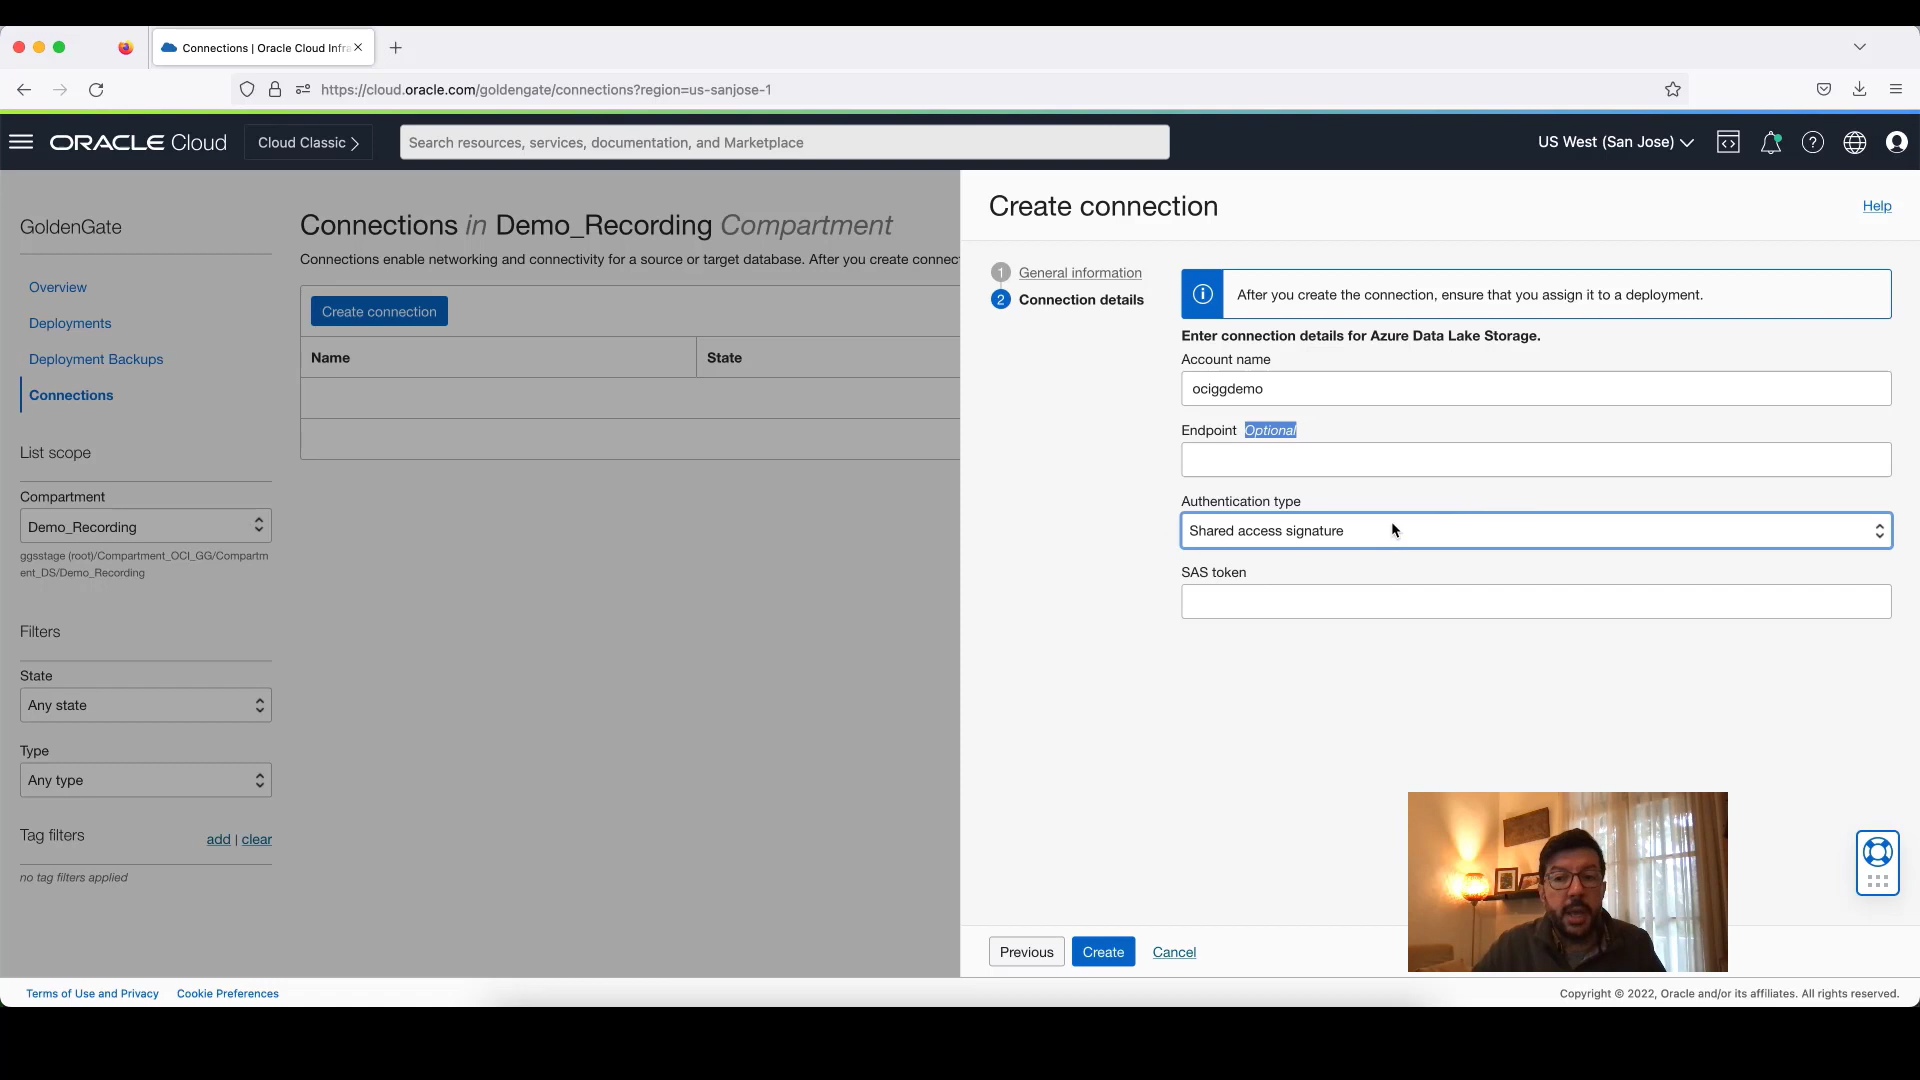 Connections | Oracle Cloud Infra
https://cloud.oracle.com/goldengate/connections?region=us-sanjose-1
ORACLE Cloud
Cloud Classic
Search resources, services, documentation, and Marketplace
US West (San Jose)
GoldenGate
Overview
Deployments
Deployment Backups
Connections
List scope
Compartment
Demo_Recording
ggsstage (root)/Compartment_OCI_GG/Compartm
ent_DS/Demo_Recording
Filters
State
Any state
Type
Any type
Tag filters
add | clear
no tag filters applied
Connections in Demo_Recording Compartment
Connections enable networking and connectivity for a source or target database. After you create connec
Create connection
Name
State
Create connection
Help
1 General information
2 Connection details
After you create the connection, ensure that you assign it to a deployment.
Enter connection details for Azure Data Lake Storage.
Account name
ociggdemo
Endpoint Optional
Authentication type
Shared access signature
SAS token
Previous
Create
Cancel
Terms of Use and Privacy
Cookie Preferences
Copyright © 2022, Oracle and/or its affiliates. All rights reserved.